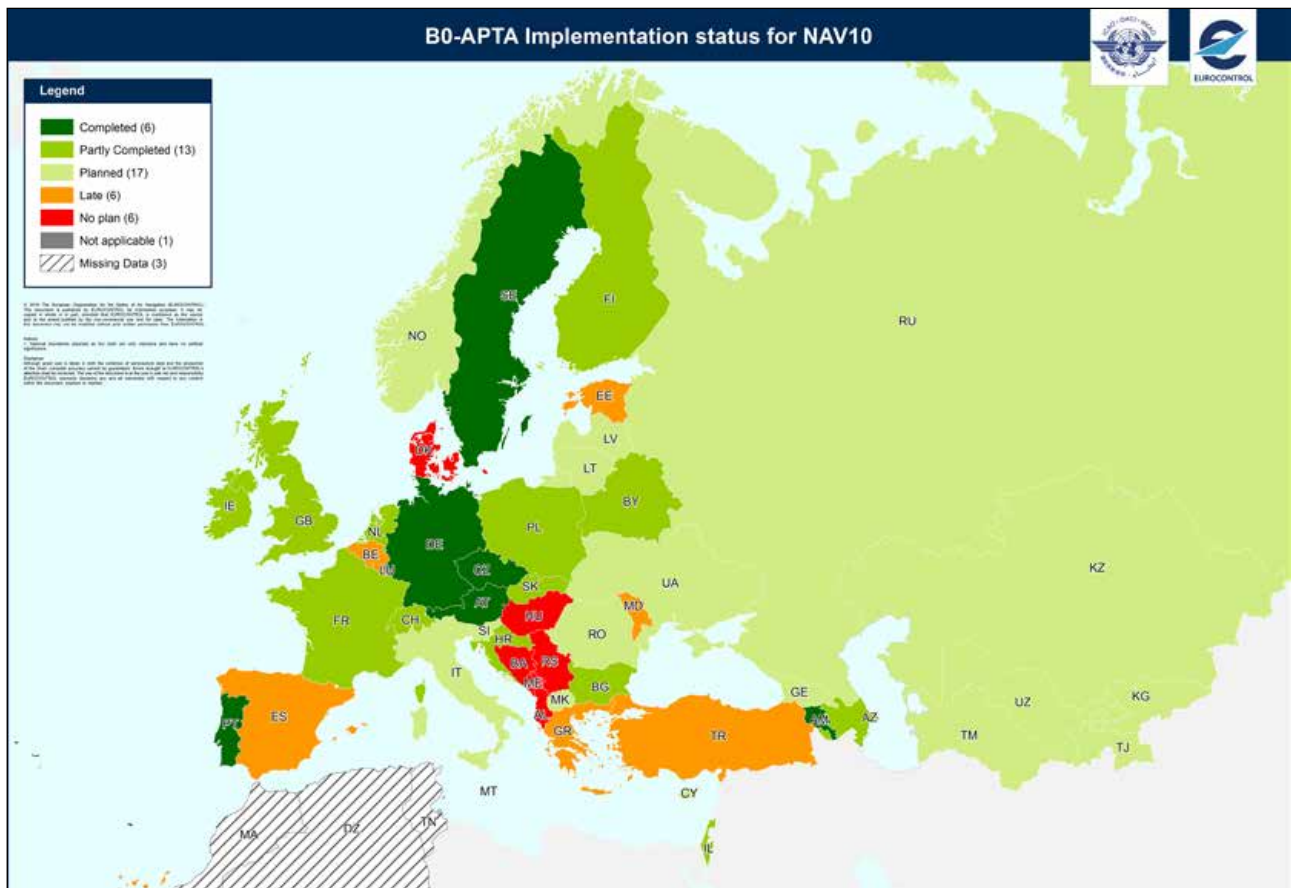 B0-APTA Implementation status for NAV10
EUROCONTROL
Legend
Completed (6)
Partly Completed (13)
Planned (17)
Late (6)
No plan (6)
Not applicable (1)
Missing Data (3)
SE
FI
NO
RU
EE
LV
LT
DK
BY
IE
GB
NL
PL
DE
BE
LU
CZ
KZ
UA
SK
AT
HU
MD
FR
CH
SI
RO
HR
BA
RS
IT
ME
BG
GE
UZ
KG
MK
AL
AM
AZ
PT
ES
GR
TR
TM
TJ
MT
CY
MA
DZ
TN
IL